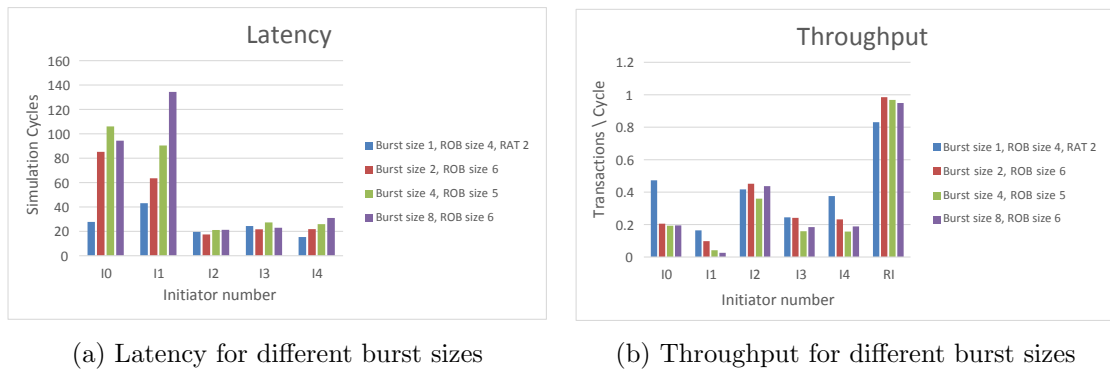 Latency
160
140
120
100
80
60
40
20
0
Simulation Cycles
I0 I1 I2 I3 I4
Initiator number
Burst size 1, ROB size 4, RAT 2
Burst size 2, ROB size 6
Burst size 4, ROB size 5
Burst size 8, ROB size 6
(a) Latency for different burst sizes
Throughput
1.2
1
0.8
0.6
0.4
0.2
0
Transactions \ Cycle
I0 I1 I2 I3 I4 RI
Initiator number
Burst size 1, ROB size 4, RAT 2
Burst size 2, ROB size 6
Burst size 4, ROB size 5
Burst size 8, ROB size 6
(b) Throughput for different burst sizes